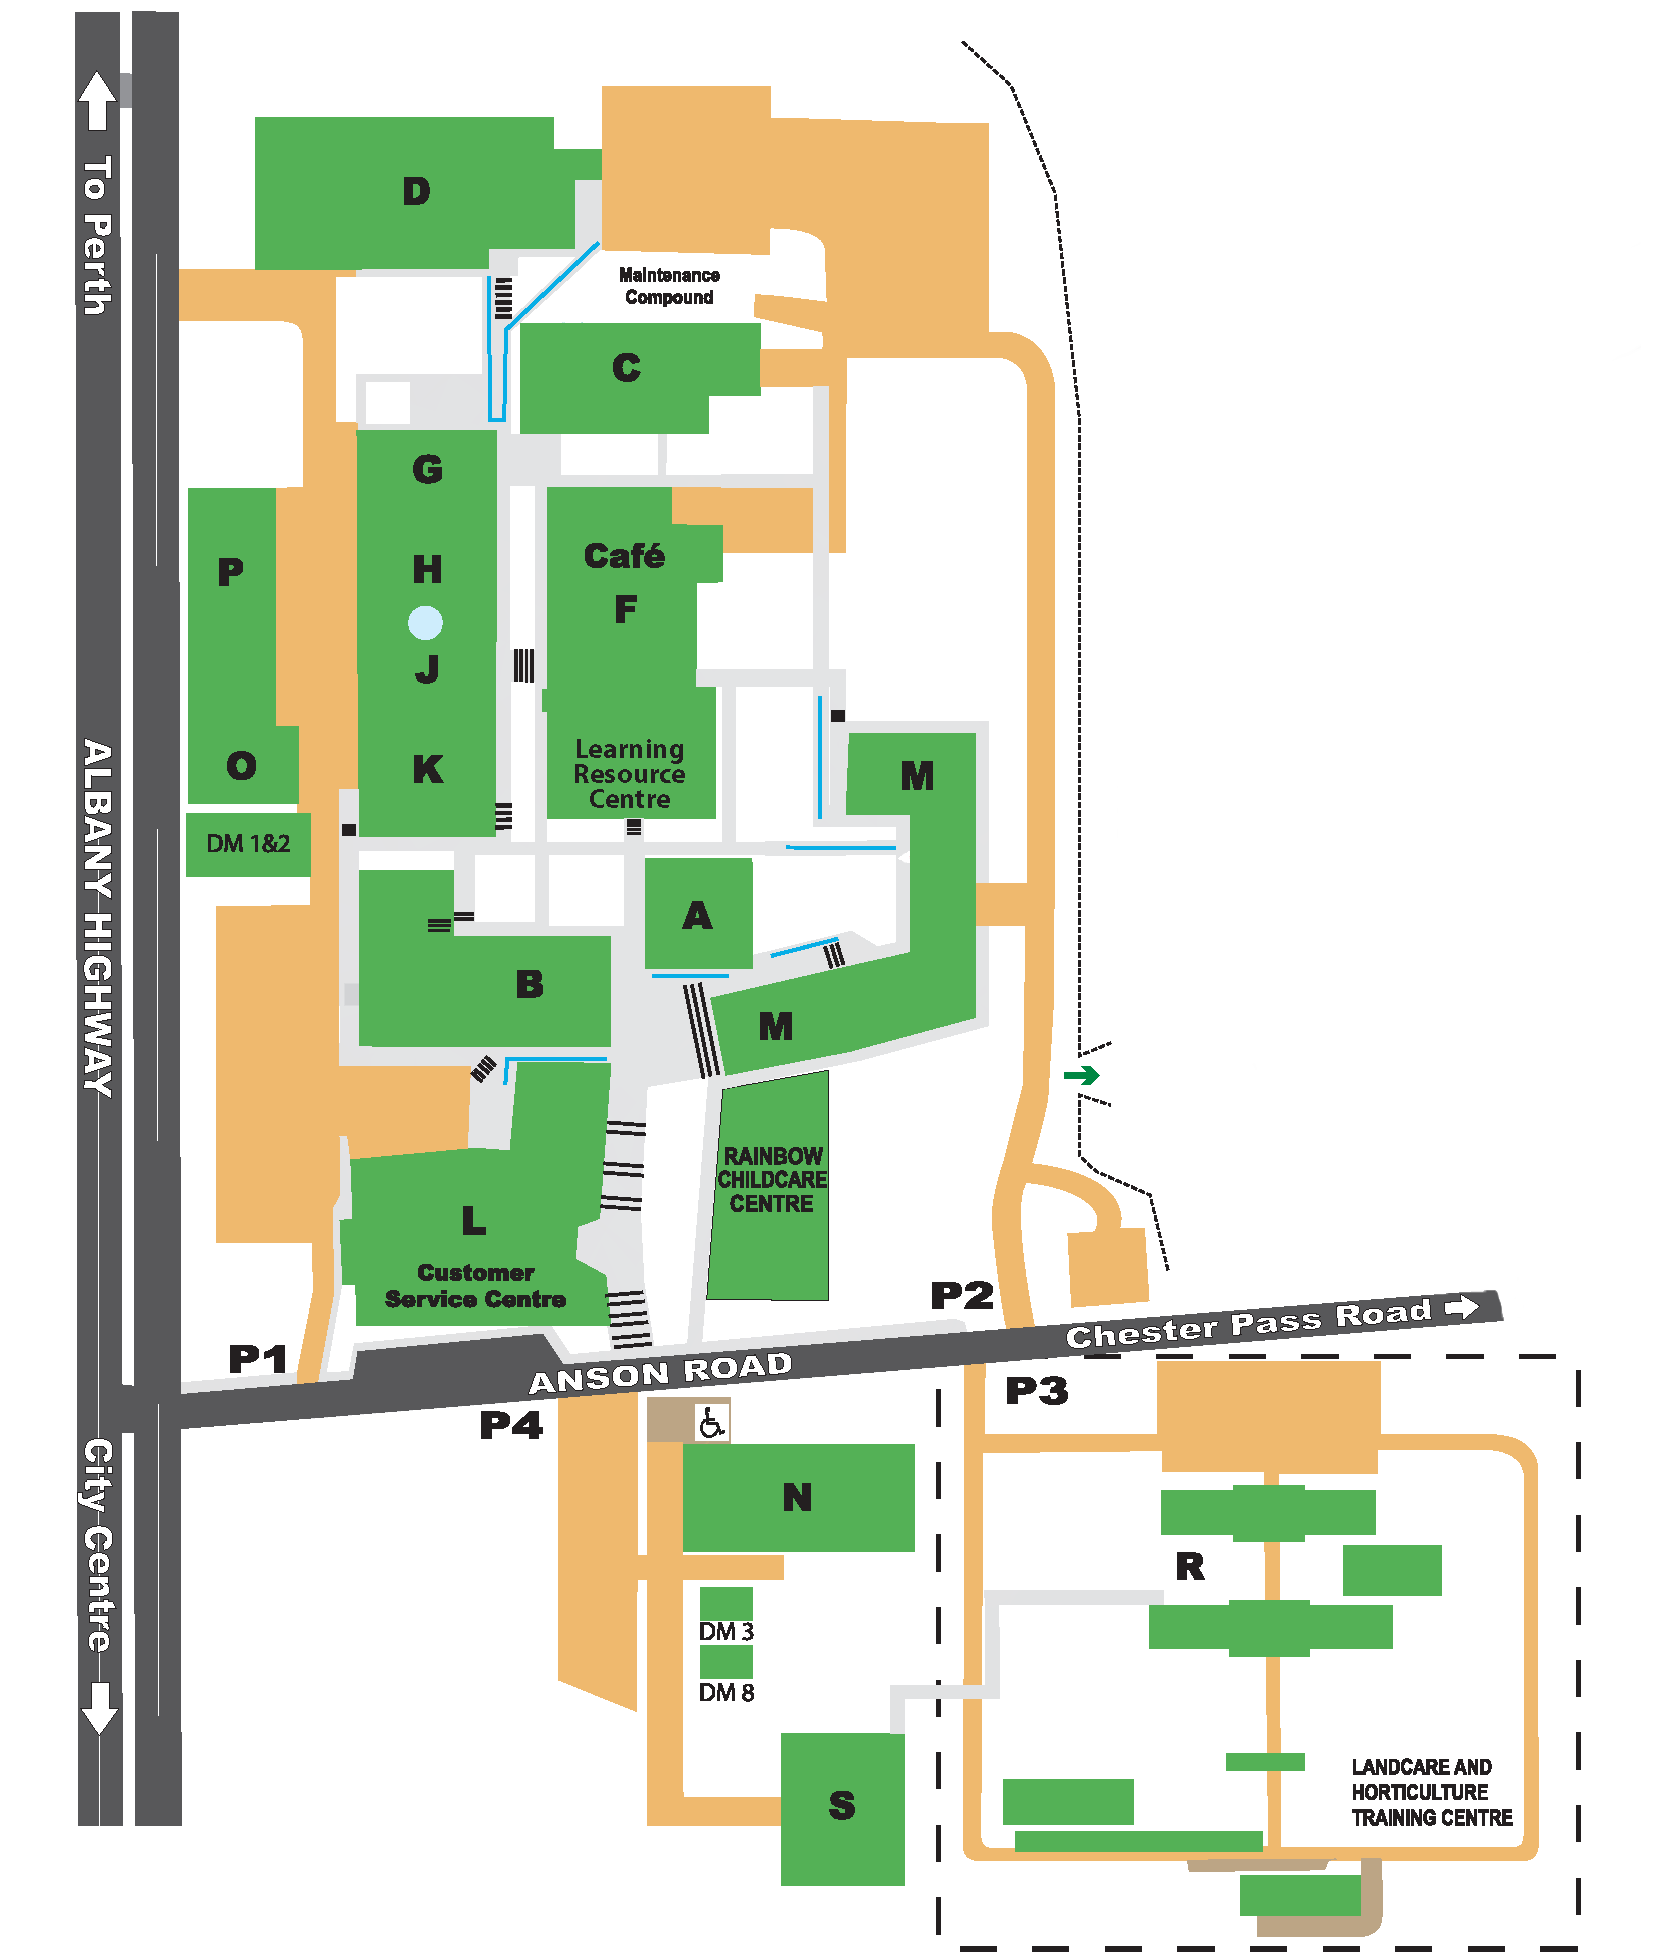 To Perth
D
Maintenance
Compound
C
G
H
J
K
Café
F
Learning
Resource
Centre
P
O
DM 1&2
M
A
B
M
ALBANY HIGHWAY
RAINBOW
CHILDCARE
CENTRE
L
Customer
Service Centre
P2
P1
Chester Pass Road
ANSON ROAD
P3
P4
City Centre
N
R
DM 3
DM 8
S
LANDCARE AND
HORTICULTURE
TRAINING CENTRE